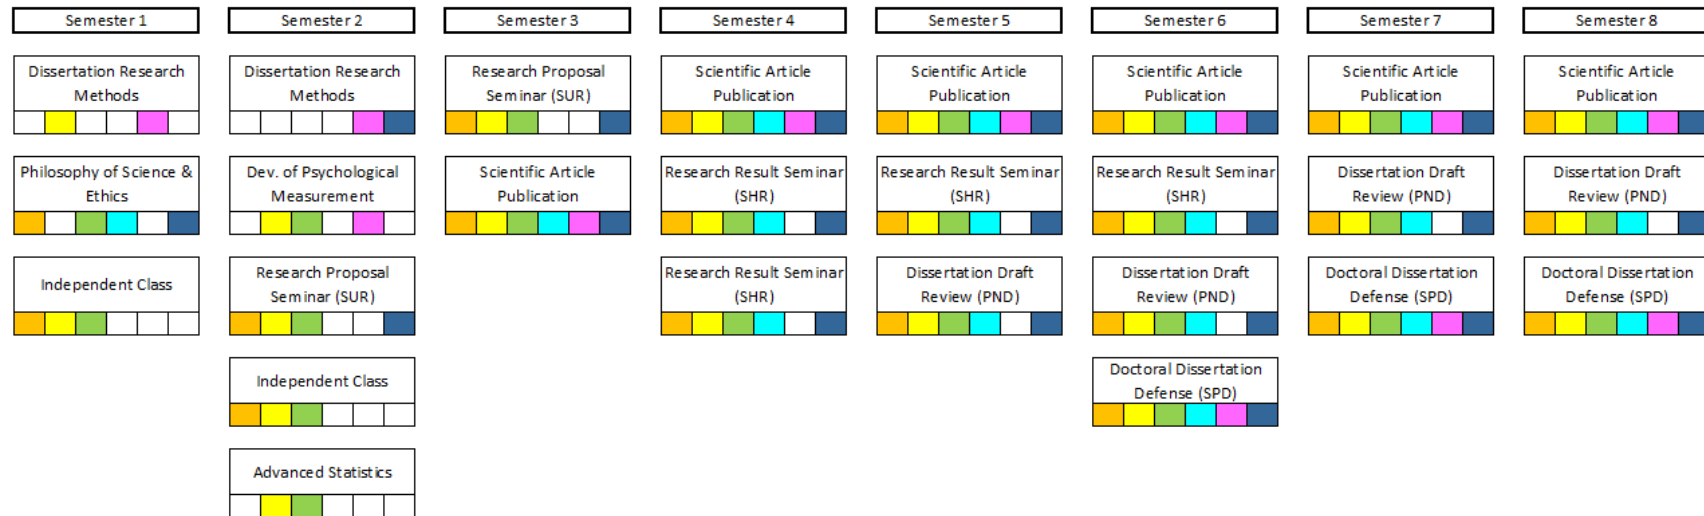 Semester 1
Semester 2
Semester 3
Semester 4
Semester 5
Semester 6
Semester 7
Semester 8
Dissertation Research
Methods
Dissertation Research
Methods
Research Proposal
Seminar (SUR)
Scientific Article
Publication
Scientific Article
Publication
Scientific Article
Publication
Scientific Article
Publication
Scientific Article
Publication
Philosophy of Science &
Ethics
Dev. of Psychological
Measurement
Scientific Article
Publication
Research Result Seminar
(SHR)
Research Result Seminar
(SHR)
Research Result Seminar
(SHR)
Dissertation Draft
Review (PND)
Dissertation Draft
Review (PND)
Independent Class
Research Proposal
Seminar (SUR)
Research Result Seminar
(SHR)
Dissertation Draft
Review (PND)
Dissertation Draft
Review (PND)
Doctoral Dissertation
Defense (SPD)
Doctoral Dissertation
Defense (SPD)
Independent Class
Doctoral Dissertation
Defense (SPD)
Advanced Statistics